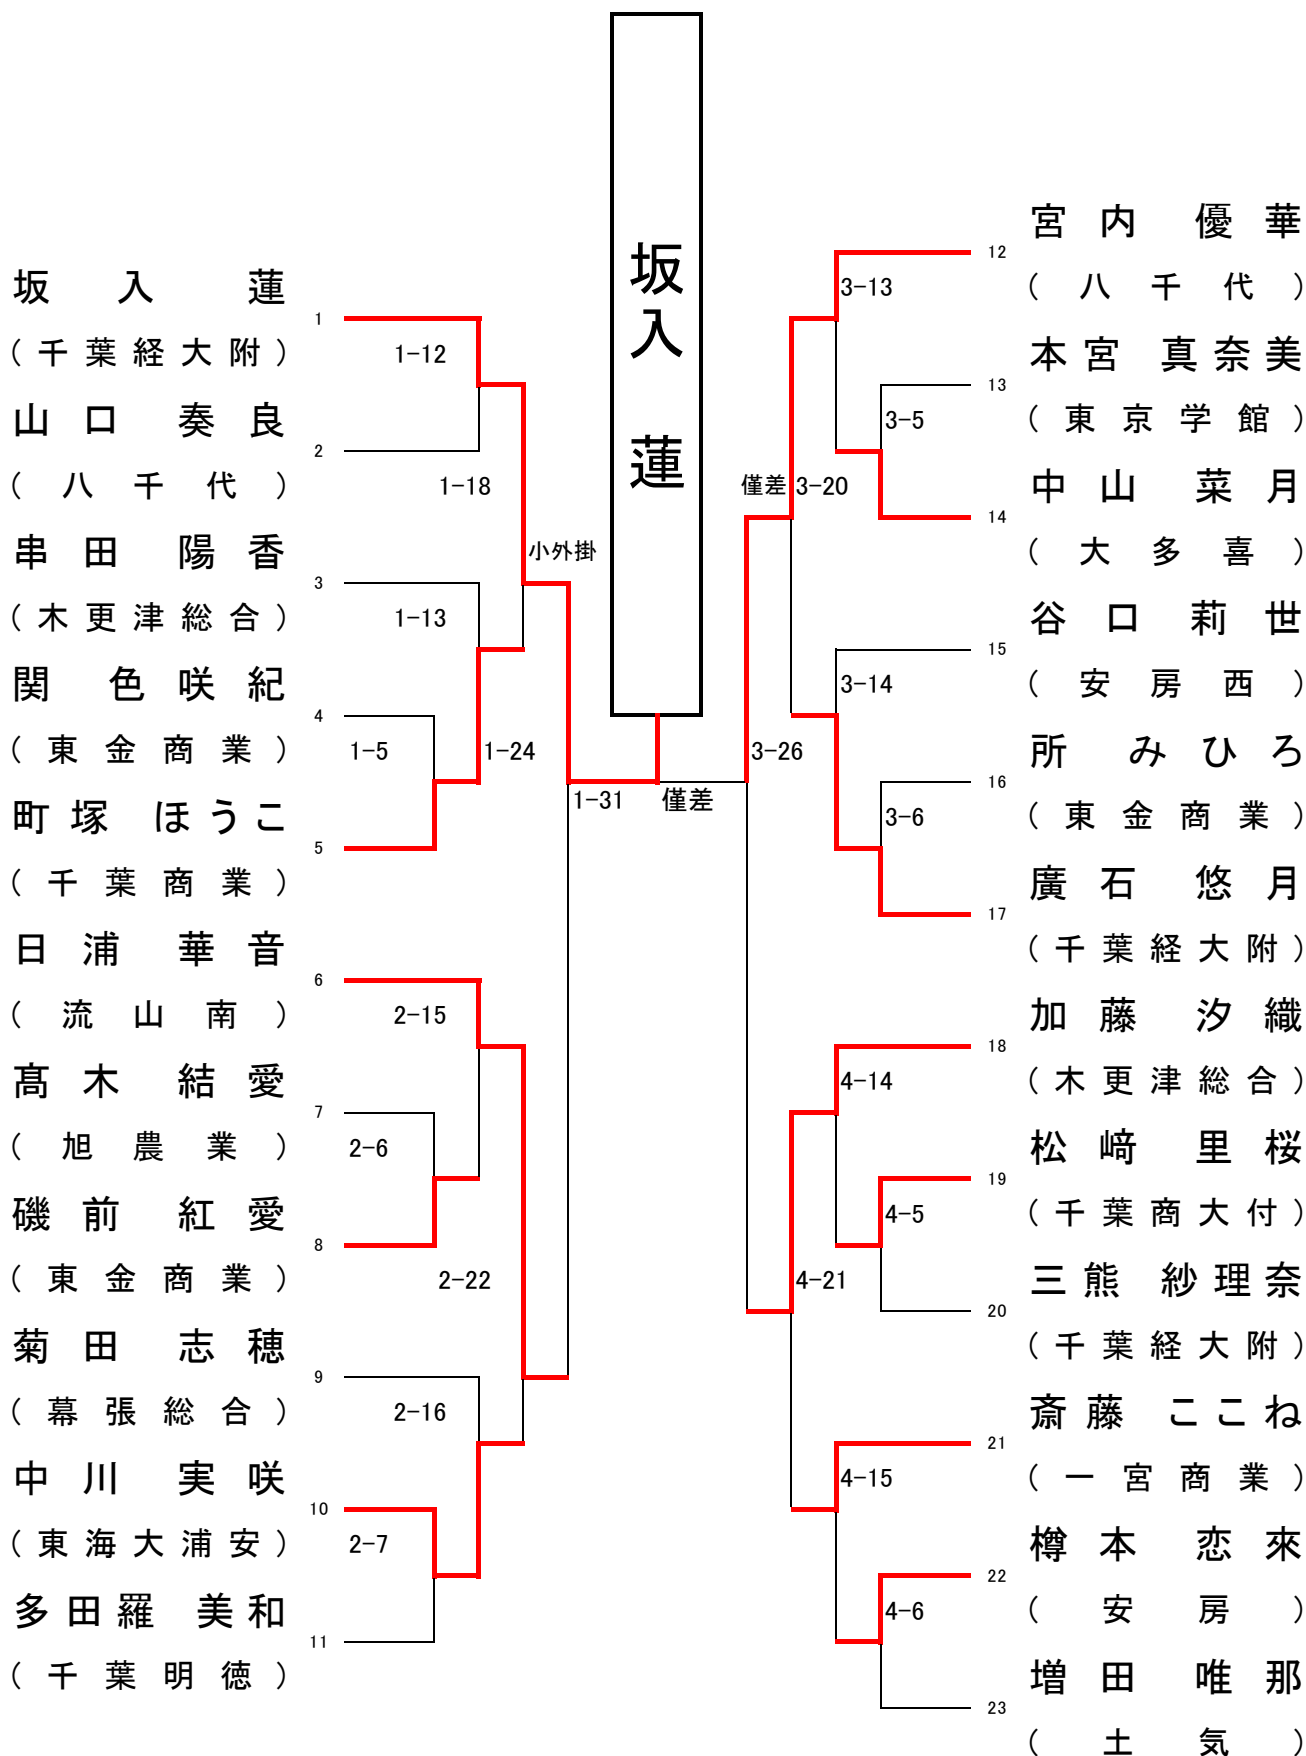 坂入 蓮
坂入 蓮
1
(千葉経大附)
1-12
山口 奏良
2
(八千代)
1-18
串田 陽香
小外掛
3
(木更津総合)
1-13
関 色咲紀
4
(東金商業)
1-5
1-24
町塚 ほうこ
1-31
僅差
5
(千葉商業)
日浦 華音
6
(流山南)
2-15
髙木 結愛
7
(旭農業)
2-6
磯前 紅愛
8
(東金商業)
2-22
菊田 志穂
9
(幕張総合)
2-16
中川 実咲
10
(東海大浦安)
2-7
多田羅 美和
11
(千葉明徳)
宮内 優華
12
(八千代)
3-13
本宮 真奈美
13
(東京学館)
3-5
中山 菜月
僅差
3-20
14
(大多喜)
谷口 莉世
15
(安房西)
3-14
所 みひろ
3-26
16
(東金商業)
3-6
廣石 悠月
17
(千葉経大附)
加藤 汐織
18
(木更津総合)
4-14
松﨑 里桜
19
(千葉商大付)
4-5
三熊 紗理奈
4-21
20
(千葉経大附)
斎藤 ここね
21
(一宮商業)
4-15
樽本 恋來
22
(安房)
4-6
増田 唯那
23
(土気)